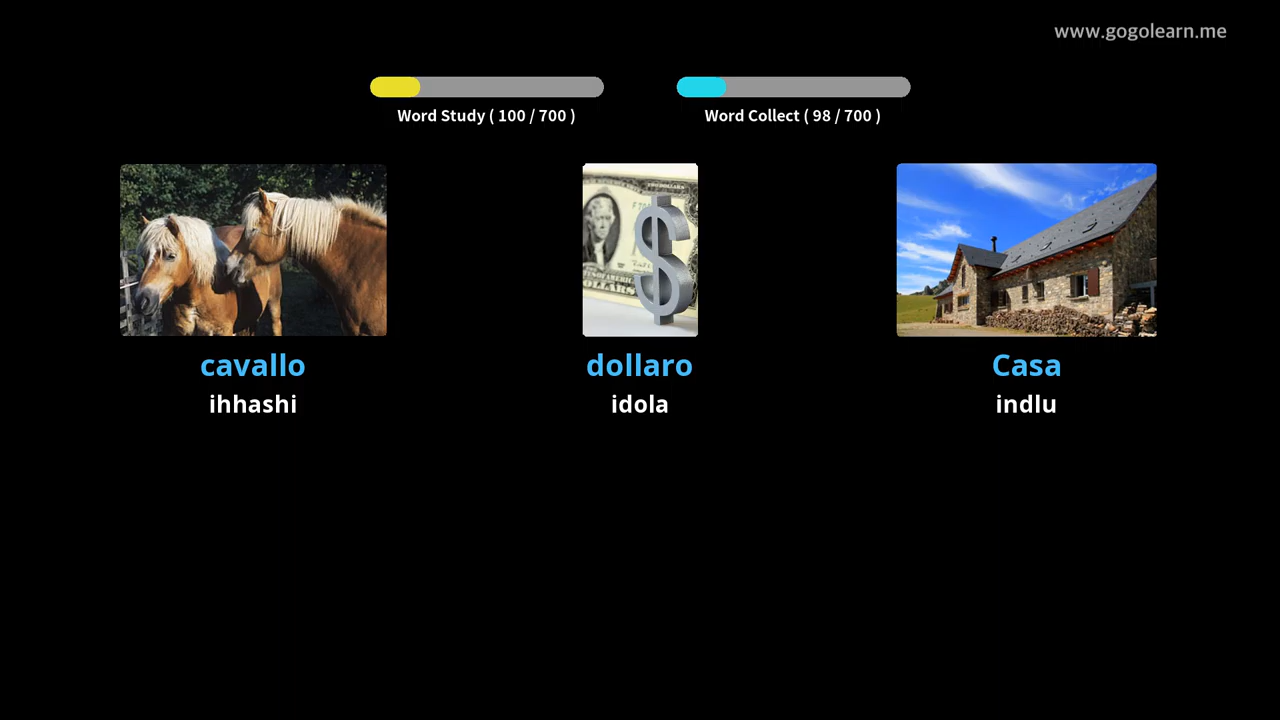 www.gogolearn.me
Word Study ( 100 / 700 )
Word Collect ( 98 / 700 )
cavallo
ihhashi
dollaro
idola
Casa
indlu